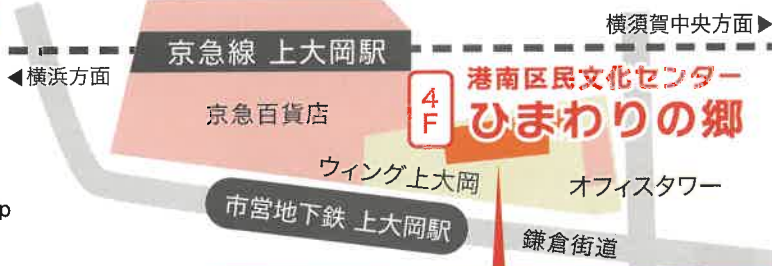 横須賀中央方面▶
京急線 上大岡駅
◀横浜方面
港南区民文化センター
ひまわりの郷
4F
京急百貨店
ウィング上大岡
オフィスタワー
市営地下鉄 上大岡駅
鎌倉街道
p